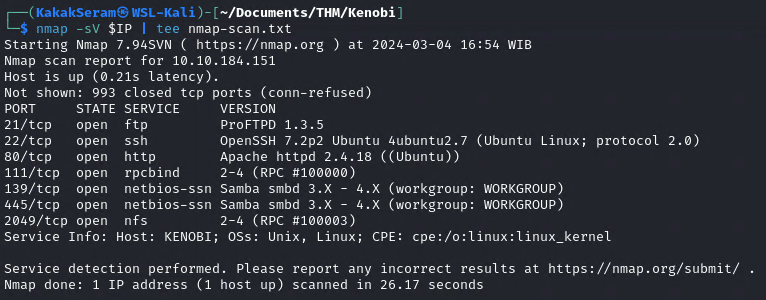 ┌──(KakakSeram㉿WSL-Kali)-[~/Documents/THM/Kenobi]
└─$ nmap -sV $IP | tee nmap-scan.txt
Starting Nmap 7.94SVN ( https://nmap.org ) at 2024-03-04 16:54 WIB
Nmap scan report for 10.10.184.151
Host is up (0.21s latency).
Not shown: 993 closed tcp ports (conn-refused)
PORT     STATE SERVICE     VERSION
21/tcp   open  ftp         ProFTPD 1.3.5
22/tcp   open  ssh         OpenSSH 7.2p2 Ubuntu 4ubuntu2.7 (Ubuntu Linux; protocol 2.0)
80/tcp   open  http        Apache httpd 2.4.18 ((Ubuntu))
111/tcp  open  rpcbind     2-4 (RPC #100000)
139/tcp  open  netbios-ssn Samba smbd 3.X - 4.X (workgroup: WORKGROUP)
445/tcp  open  netbios-ssn Samba smbd 3.X - 4.X (workgroup: WORKGROUP)
2049/tcp open  nfs         2-4 (RPC #100003)
Service Info: Host: KENOBI; OSs: Unix, Linux; CPE: cpe:/o:linux:linux_kernel

Service detection performed. Please report any incorrect results at https://nmap.org/submit/ .
Nmap done: 1 IP address (1 host up) scanned in 26.17 seconds